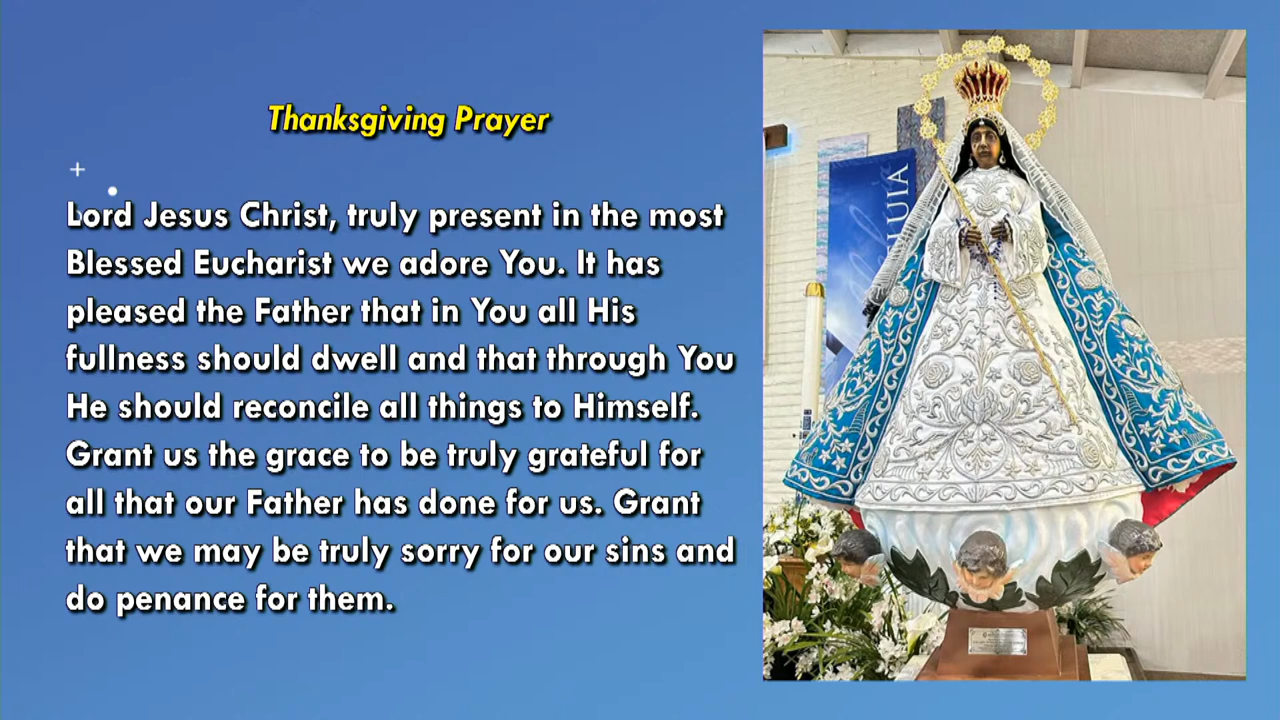 Thanksgiving Prayer
Lord Jesus Christ, truly present in the most
Blessed Eucharist we adore You. It has
pleased the Father that in You all His
fullness should dwell and that through You
He should reconcile all things to Himself.
Grant us the grace to be truly grateful for
all that our Father has done for us. Grant
that we may be truly sorry for our sins and
do penance for them.